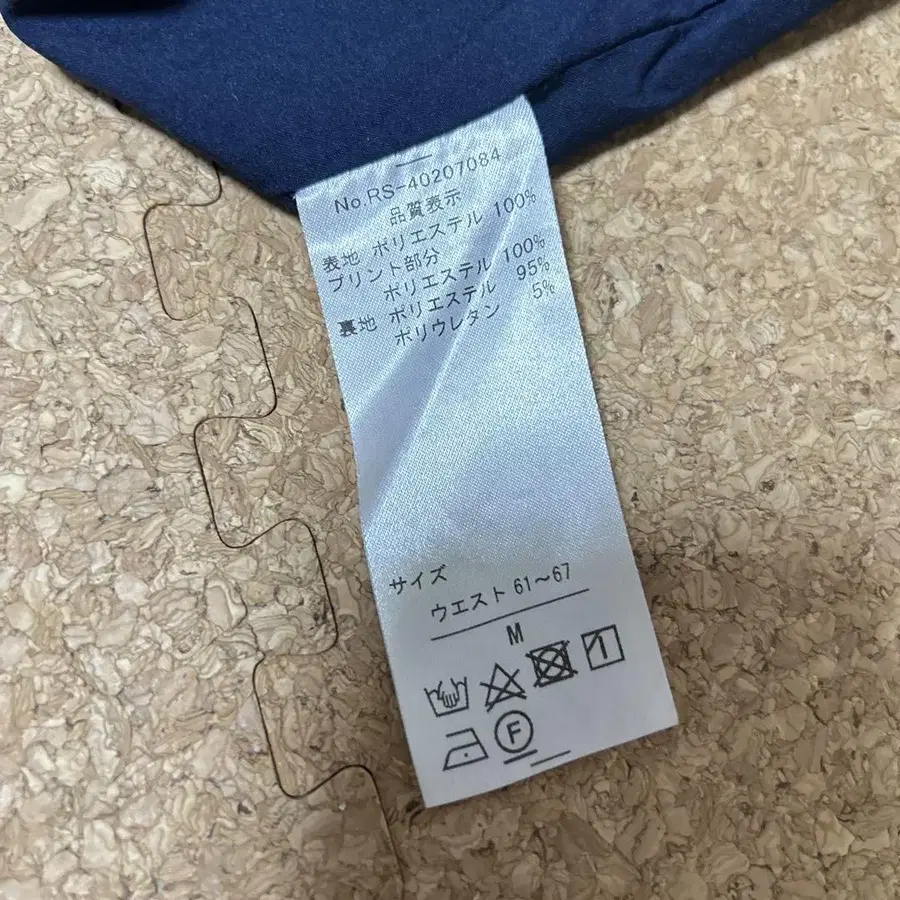 No.RS-40207084
品質表示
表地 ポリエステル 100%
プリント部分
ポリエステル 100%
裏地 ポリエステル 95%
ポリウレタン 5%
サイズ
ウエスト 61〜67
M
F